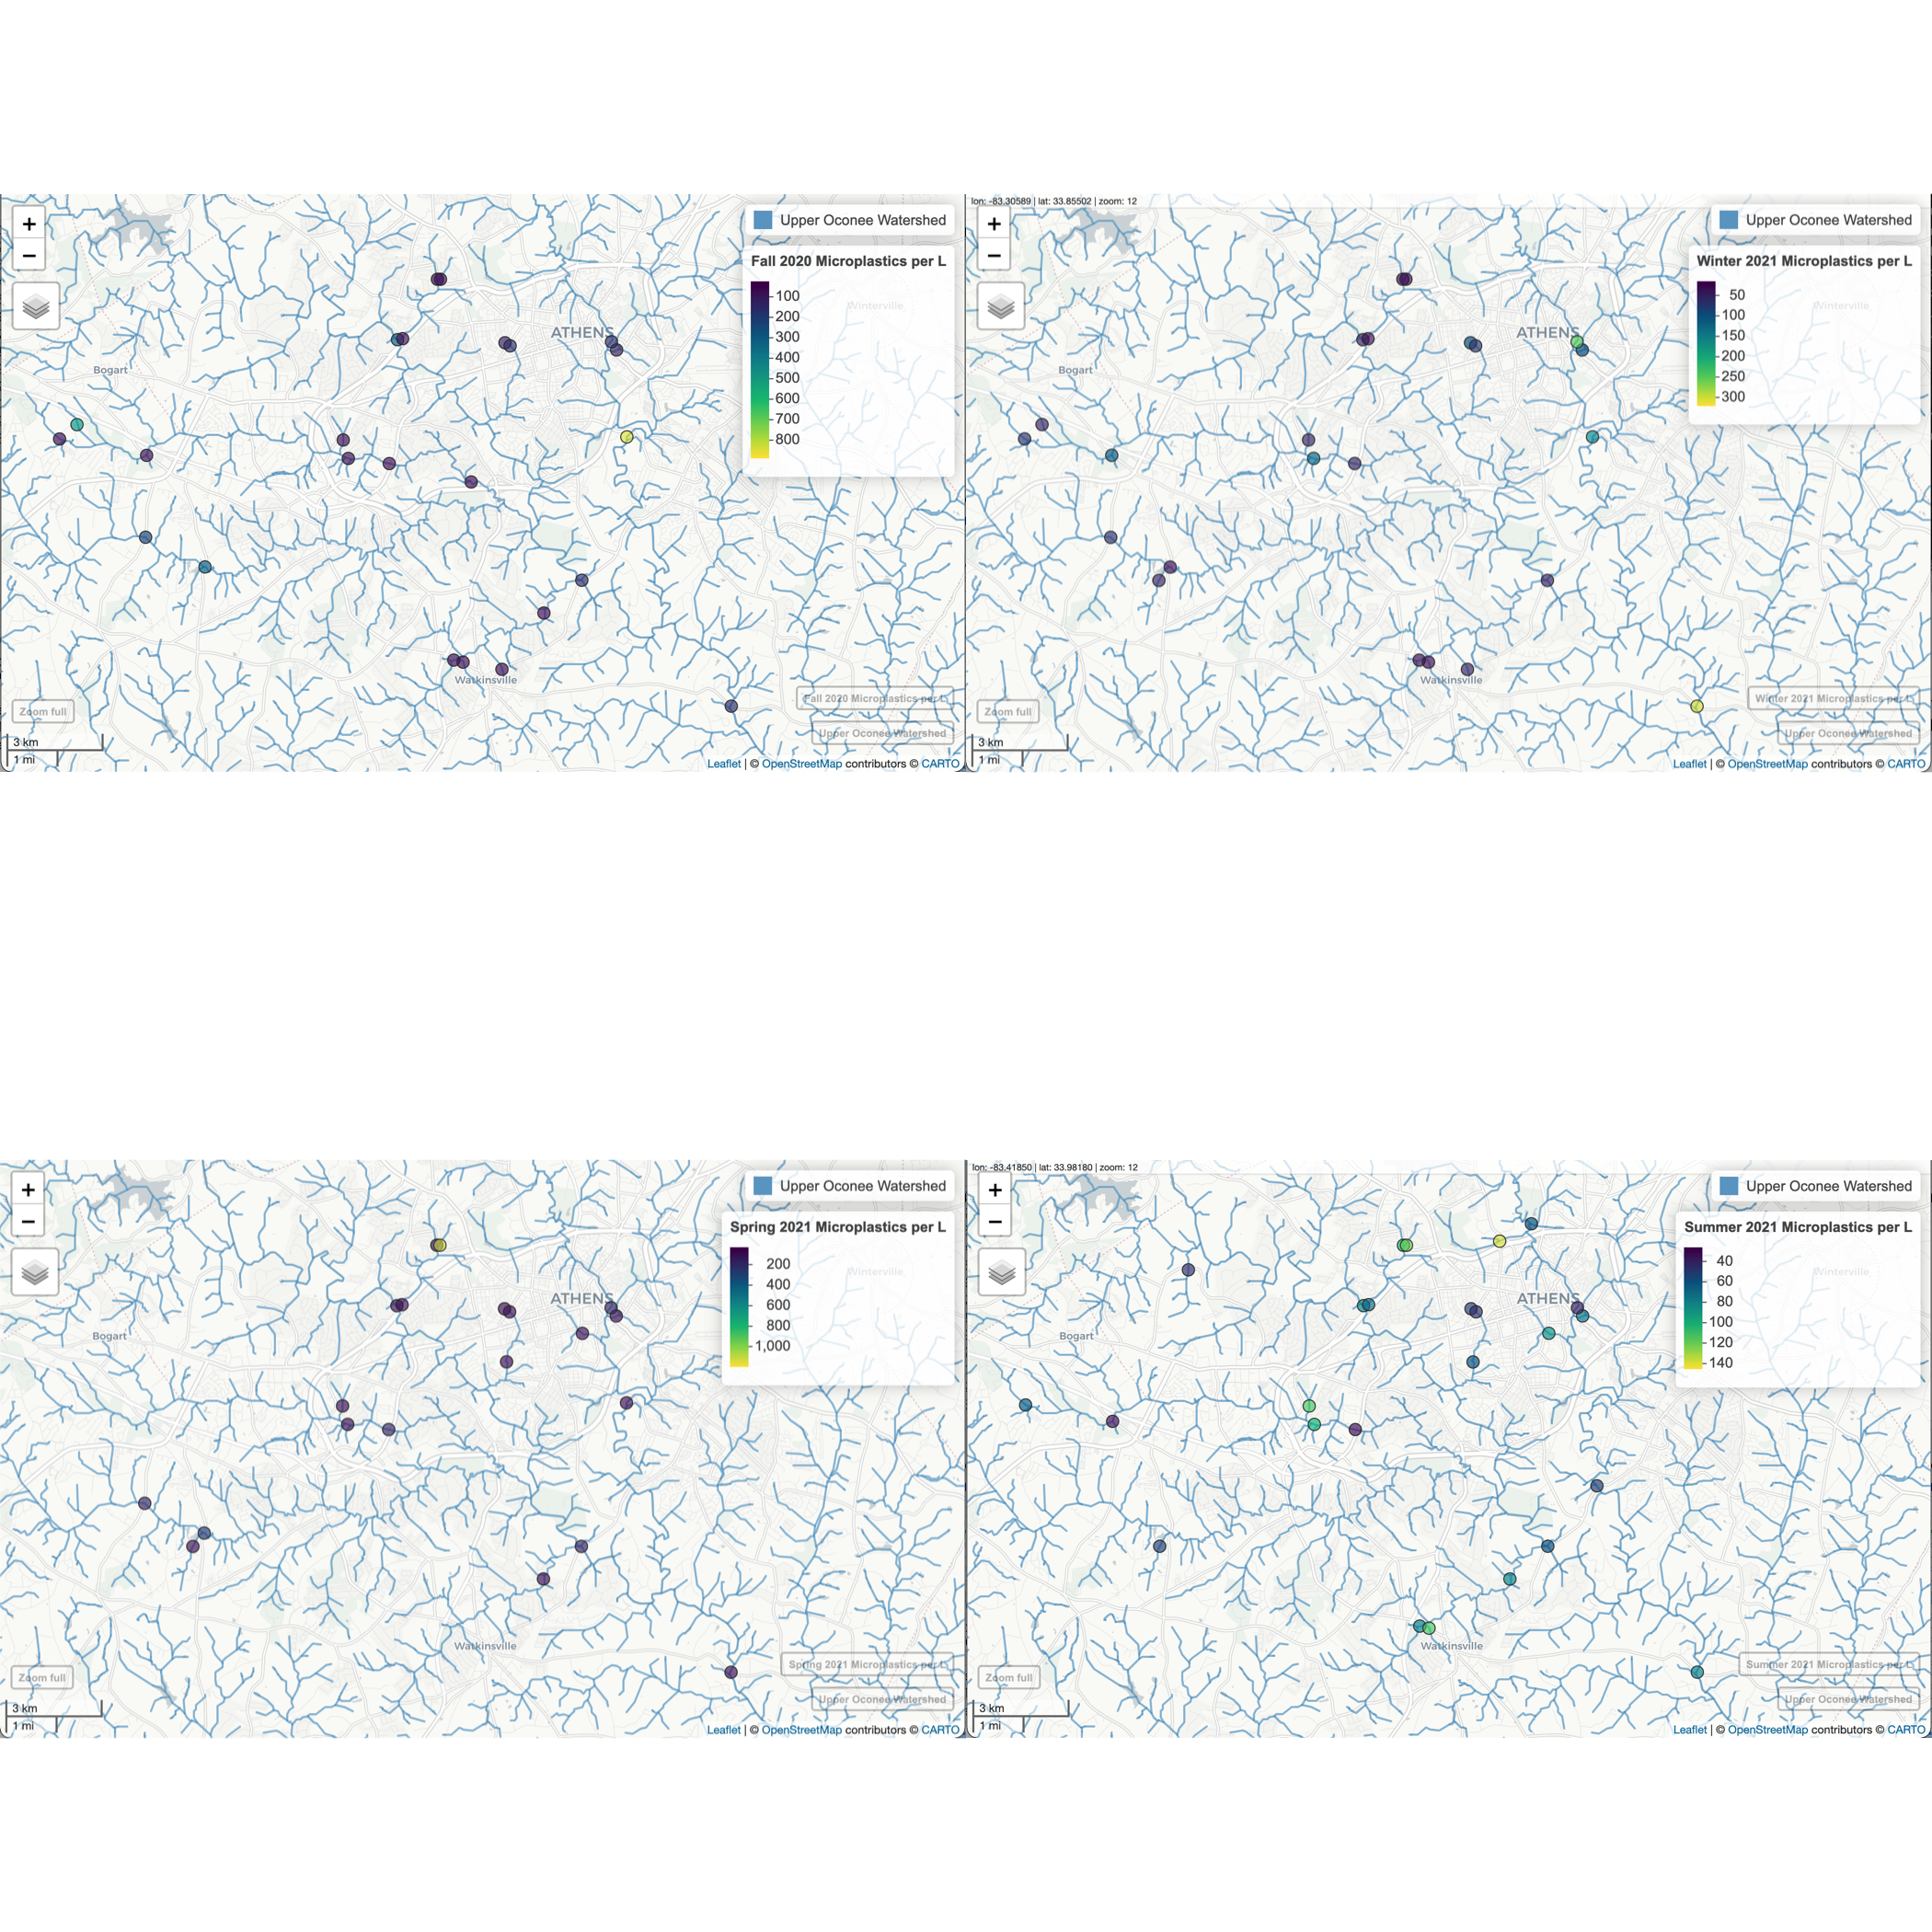 +
−
Upper Oconee Watershed
Fall 2020 Microplastics per L
100
200
300
400
500
600
700
800
Winterville
ATHENS
Bogart
Watkinsville
Fall 2020 Microplastics per L
Upper Oconee Watershed
Zoom full
3 km
1 mi
Leaflet | © OpenStreetMap contributors © CARTO
lon: -83.30589 | lat: 33.85502 | zoom: 12
+
−
Upper Oconee Watershed
Winter 2021 Microplastics per L
50
100
150
200
250
300
Winterville
ATHENS
Bogart
Watkinsville
Winter 2021 Microplastics per L
Upper Oconee Watershed
Zoom full
3 km
1 mi
Leaflet | © OpenStreetMap contributors © CARTO
+
−
Upper Oconee Watershed
Spring 2021 Microplastics per L
200
400
600
800
1,000
Winterville
ATHENS
Bogart
Watkinsville
Spring 2021 Microplastics per L
Upper Oconee Watershed
Zoom full
3 km
1 mi
Leaflet | © OpenStreetMap contributors © CARTO
lon: -83.41850 | lat: 33.98180 | zoom: 12
+
−
Upper Oconee Watershed
Summer 2021 Microplastics per L
40
60
80
100
120
140
Winterville
ATHENS
Bogart
Watkinsville
Summer 2021 Microplastics per L
Upper Oconee Watershed
Zoom full
3 km
1 mi
Leaflet | © OpenStreetMap contributors © CARTO